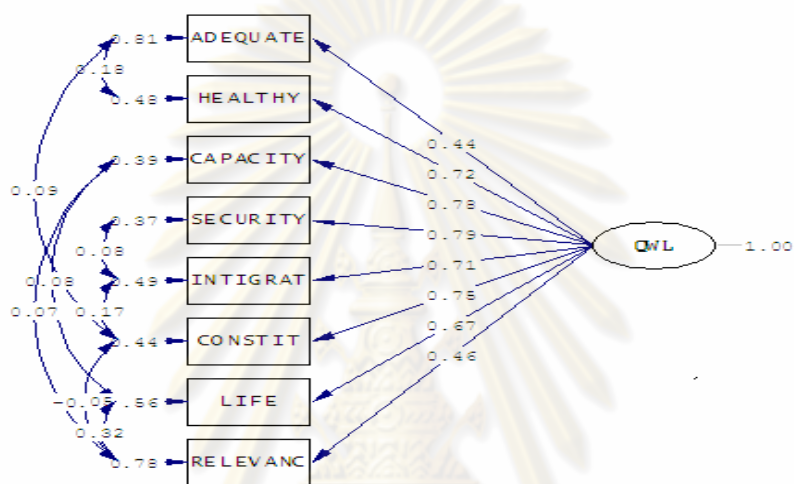 0.81 ADEQUATE
0.18
0.48 HEALTHY
0.44
0.39 CAPACITY
0.72
0.09
0.78
0.37 SECURITY
0.79
0.08
QWL 1.00
0.71
0.08 0.49 INTIGRAT
0.07 0.17
0.75
0.44 CONSTIT
0.67
0.46
-0.05 .56 LIFE
0.32
0.78 RELEVANC